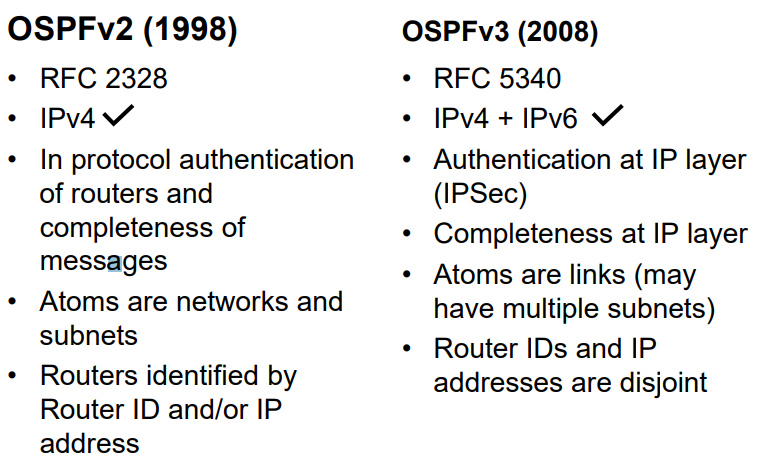 OSPFv2 (1998)
• RFC 2328
• IPv4 ✓
• In protocol authentication
of routers and
completeness of
messages
• Atoms are networks and
subnets
• Routers identified by
Router ID and/or IP
address
OSPFv3 (2008)
• RFC 5340
• IPv4 + IPv6 ✓
• Authentication at IP layer
(IPSec)
• Completeness at IP layer
• Atoms are links (may
have multiple subnets)
• Router IDs and IP
addresses are disjoint